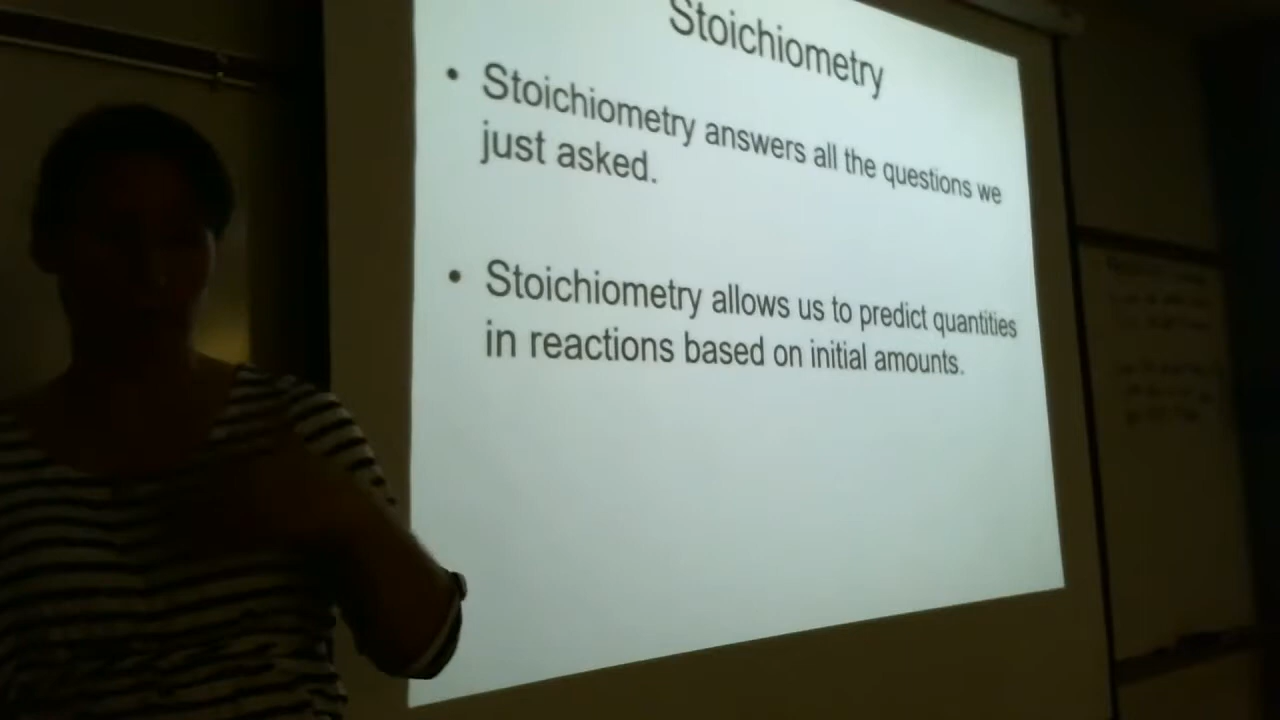 Stoichiometry
• Stoichiometry answers all the questions we
just asked.
• Stoichiometry allows us to predict quantities
in reactions based on initial amounts.